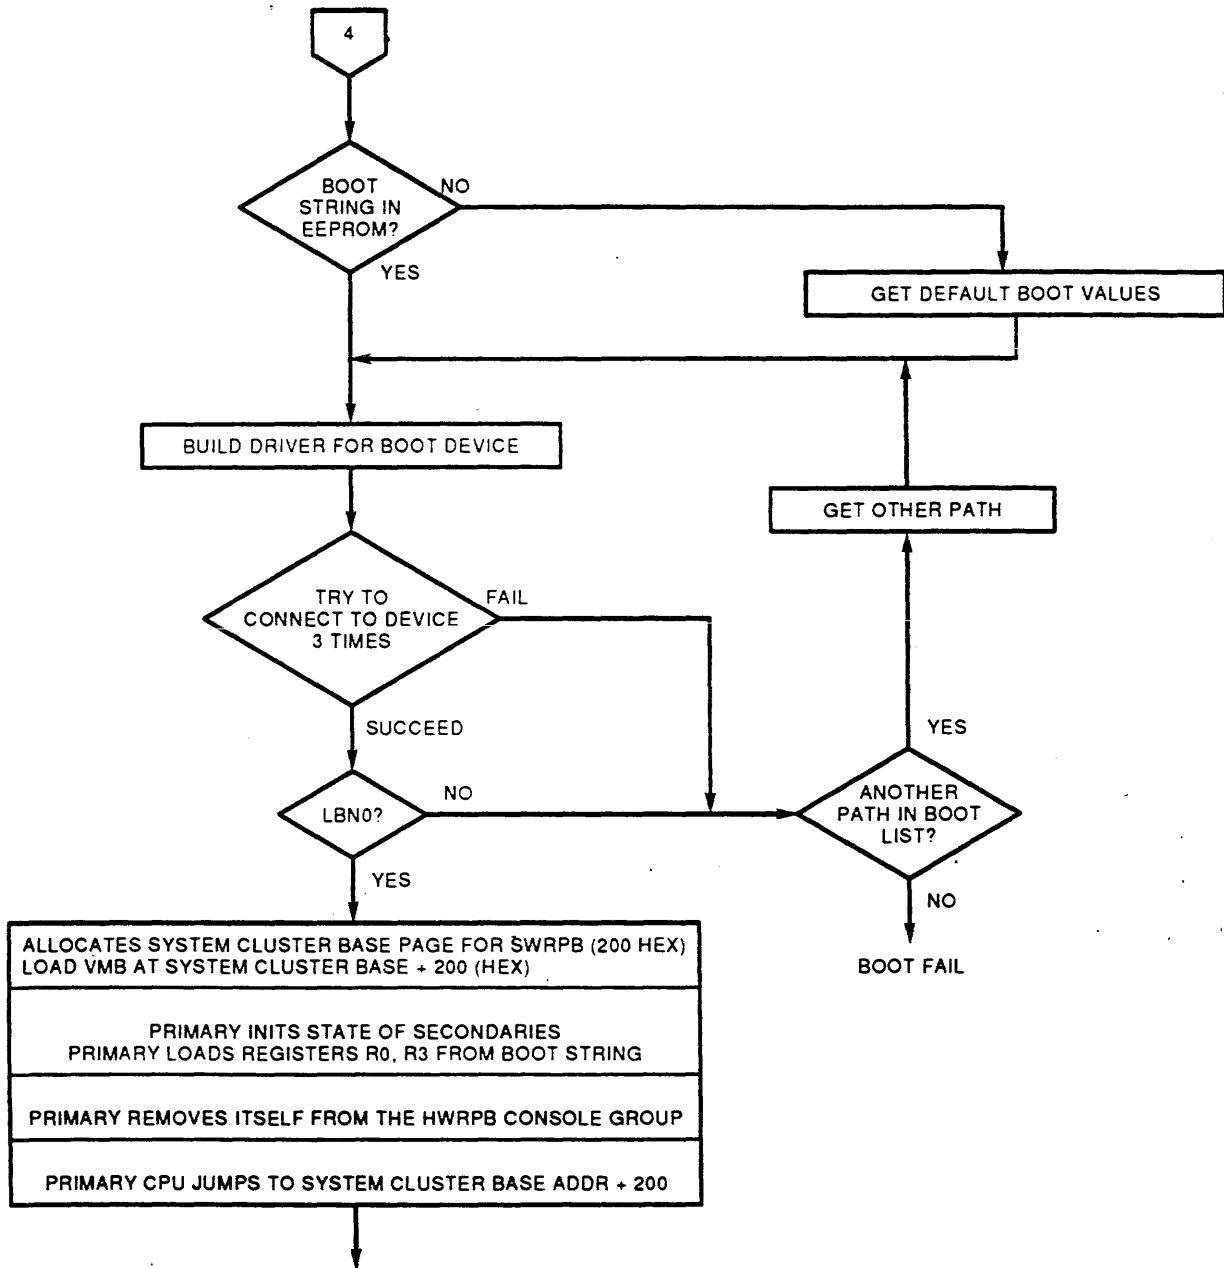 4
BOOT
STRING IN
EEPROM?
NO
YES
GET DEFAULT BOOT VALUES
BUILD DRIVER FOR BOOT DEVICE
GET OTHER PATH
TRY TO
CONNECT TO DEVICE
3 TIMES
FAIL
SUCCEED
YES
LBN0?
NO
ANOTHER
PATH IN BOOT
LIST?
YES
NO
BOOT FAIL
ALLOCATES SYSTEM CLUSTER BASE PAGE FOR SWRPB (200 HEX)
LOAD VMB AT SYSTEM CLUSTER BASE + 200 (HEX)
PRIMARY INITS STATE OF SECONDARIES
PRIMARY LOADS REGISTERS R0, R3 FROM BOOT STRING
PRIMARY REMOVES ITSELF FROM THE HWRPB CONSOLE GROUP
PRIMARY CPU JUMPS TO SYSTEM CLUSTER BASE ADDR + 200